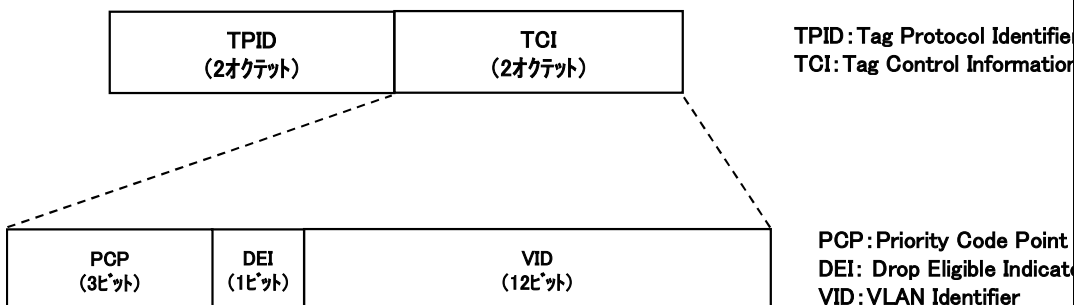 TPID
(2オクテット)
TCI
(2オクテット)
TPID:Tag Protocol Identifie
TCI:Tag Control Information
PCP
(3ビット)
DEI
(1ビット)
VID
(12ビット)
PCP:Priority Code Point
DEI: Drop Eligible Indicato
VID:VLAN Identifier